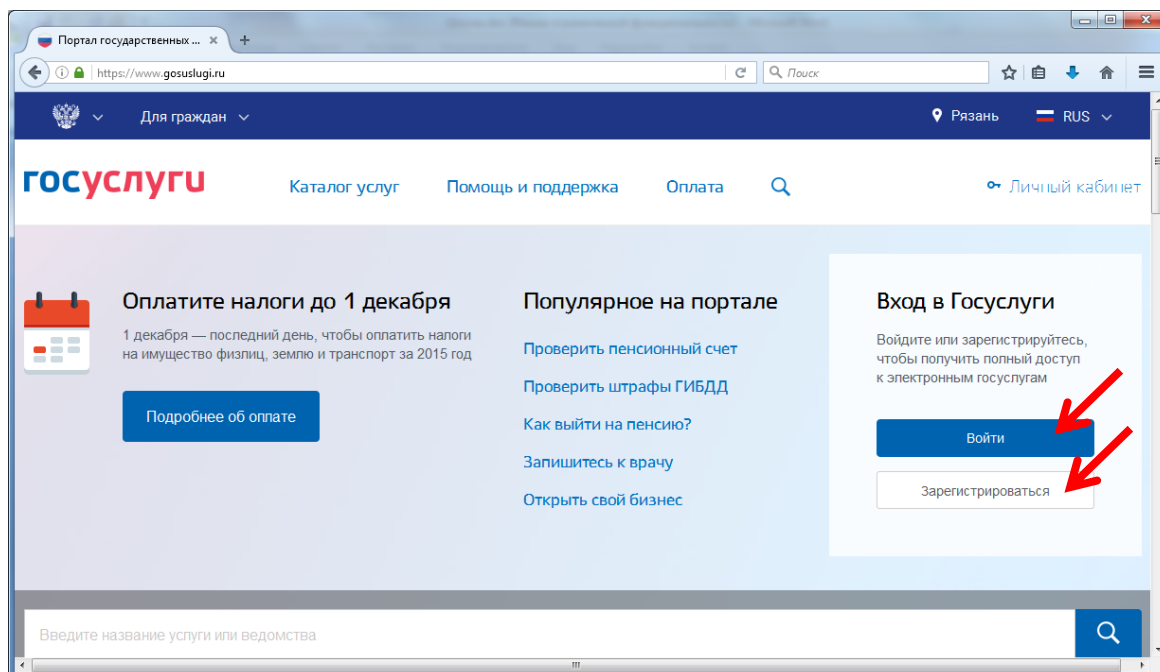 Портал государственных ...
https://www.gosuslugi.ru
Поиск
Для граждан
Рязань
RUS
госуслуги
Каталог услуг
Помощь и поддержка
Оплата
Личный кабинет
Оплатите налоги до 1 декабря
1 декабря — последний день, чтобы оплатить налоги
на имущество физлиц, землю и транспорт за 2015 год
Подробнее об оплате
Популярное на портале
Проверить пенсионный счет
Проверить штрафы ГИБДД
Как выйти на пенсию?
Запишитесь к врачу
Открыть свой бизнес
Вход в Госуслуги
Войдите или зарегистрируйтесь,
чтобы получить полный доступ
к электронным госуслугам
Войти
Зарегистрироваться
Введите название услуги или ведомства